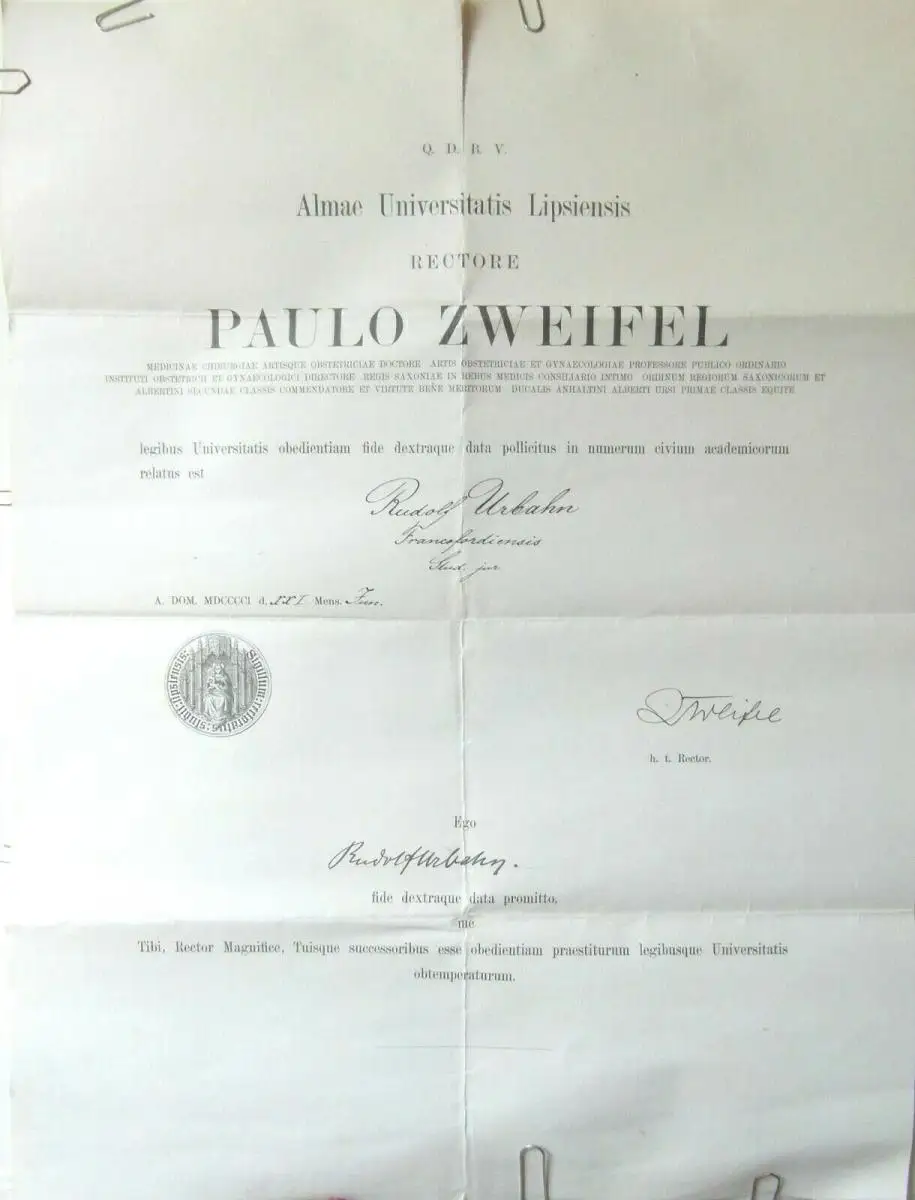 Q. D. B. V.
Almae Universitatis Lipsiensis
RECTORE
PAULO ZWEIFEL
MEDICINAE CHIRURGIAE ARTISQUE OBSTETRICIAE DOCTORE ARTIS OBSTETRICIAE ET GYNAECOLOGIAE PROFESSORE PUBLICO ORDINARIO
INSTITUTI OBSTETRICII ET GYNAECOLOGICI DIRECTORE REGIS SAXONIAE IN REBUS MEDICIS CONSILIARIO INTIMO ORDINUM REGIORUM SAXONICORUM ET
ALBERTINI SECUNDAE CLASSIS COMMENDATORE ET VIRTUTE BENE MERITORUM DUCALIS ANHALTINI ALBERTI URSI PRIMAE CLASSIS EQUITE
legibus Universitatis obedientiam fide dextraque data pollicitus in numerum civium academicorum
relatus est
Rudolf Urbahn
Francofordiensis
Stud. jur
A. DOM. MDCCCCI d. XXI Mens. Jun.
Sigillum: rectoratus: studii: lipsiensis:
Zweifel
h. t. Rector.
Ego
Rudolf Urbahn.
fide dextraque data promitto,
me
Tibi, Rector Magnifice, Tuisque successoribus esse obedientiam praestiturum legibusque Universitatis
obtemperaturum.